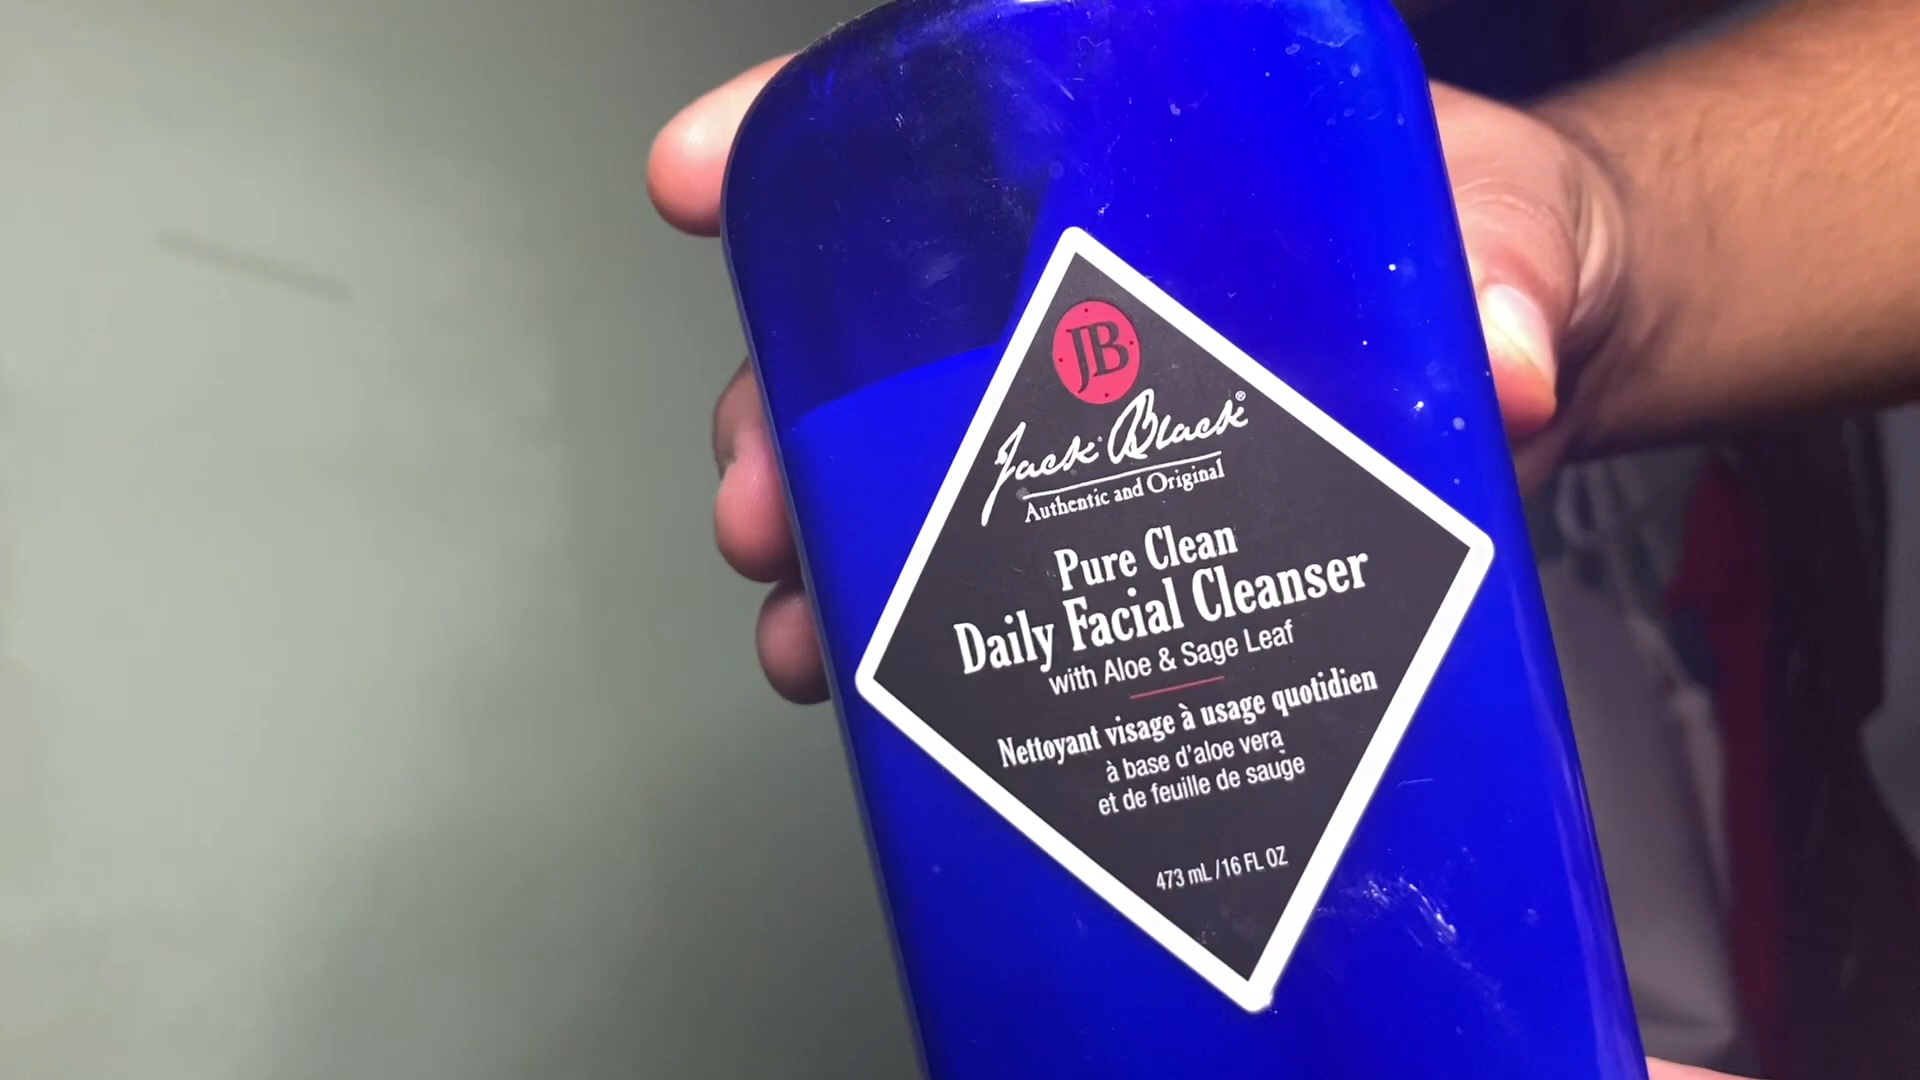 JB
Jack Black®
Authentic and Original
Pure Clean
Daily Facial Cleanser
with Aloe & Sage Leaf
Nettoyant visage à usage quotidien
à base d'aloe vera
et de feuille de sauge
473 mL / 16 FL OZ